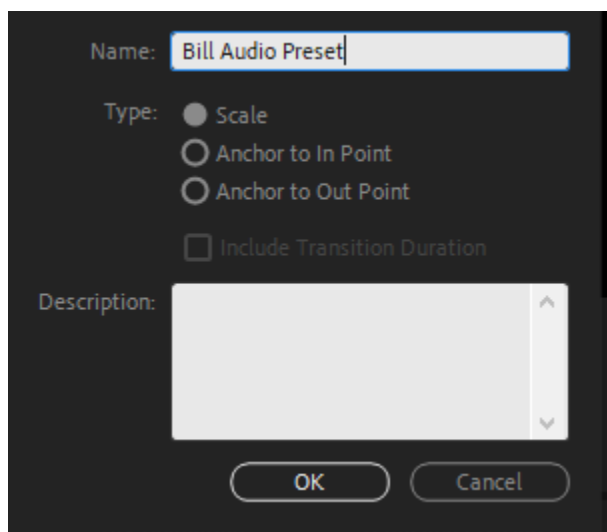 Name: Bill Audio Preset
Type: Scale
Anchor to In Point
Anchor to Out Point
Include Transition Duration
Description:
OK Cancel